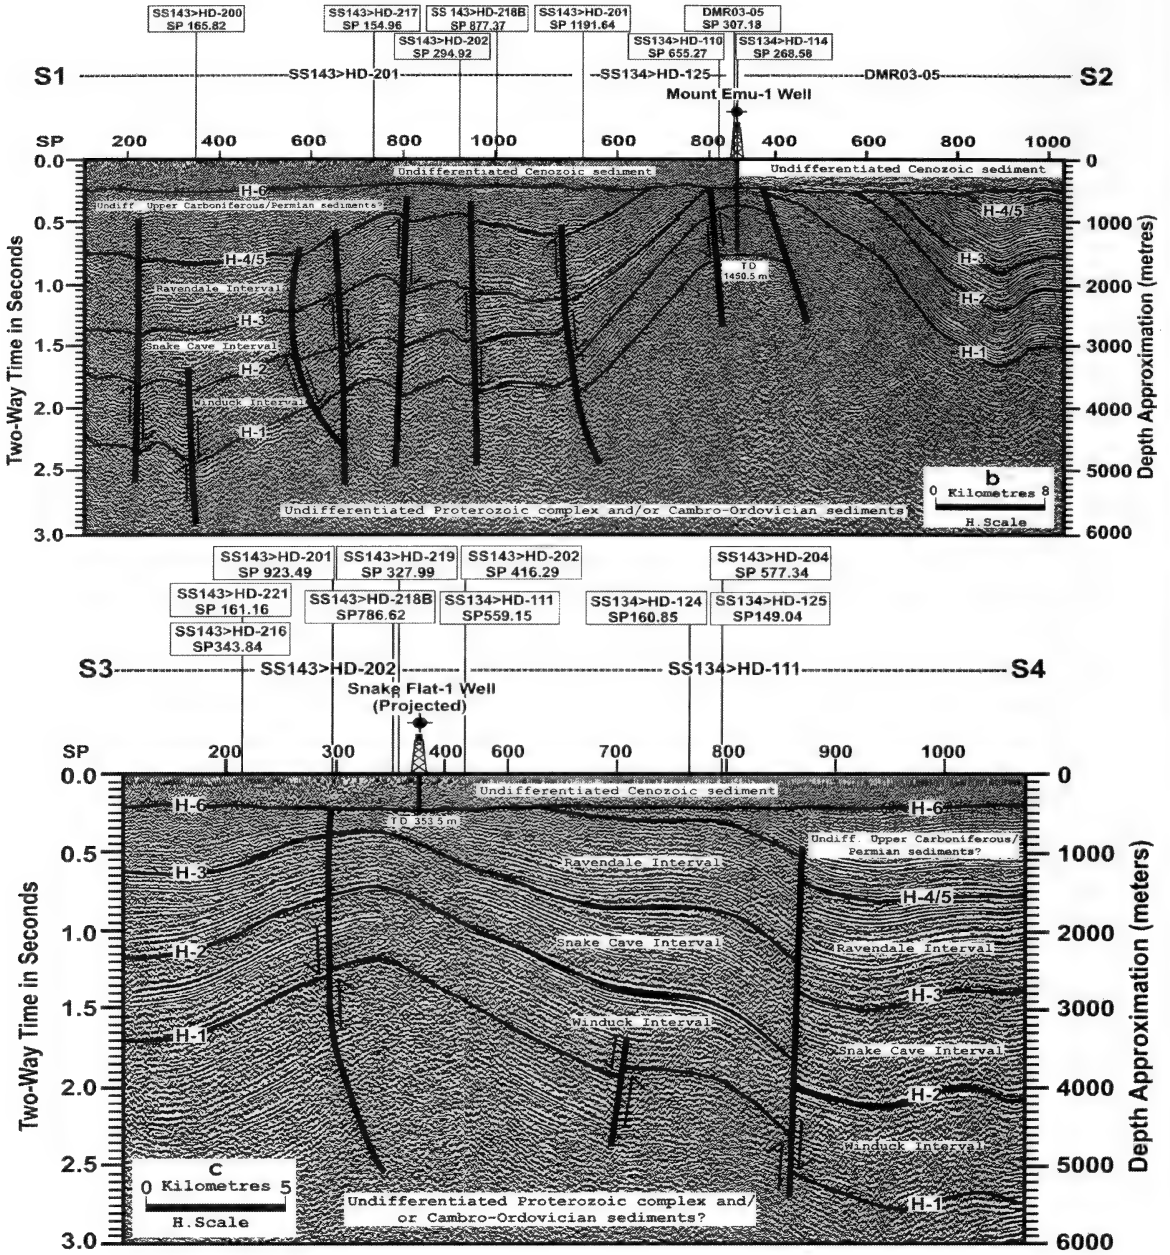 SS143>HD-200
SP 165.82
SS143>HD-217
SP 154.96
SS 143>HD-218B
SP 877.37
SS143>HD-201
SP 1191.64
DMR03-05
SP 307.18
SS143>HD-202
SP 294.92
SS134>HD-110
SP 655.27
SS134>HD-114
SP 268.58
S1
SS143>HD-201
SS134>HD-125
DMR03-05
S2
Mount Emu-1 Well
SP 200 400 600 800 1000 600 800 400 600 800 1000
0.0
0.5
1.0
1.5
2.0
2.5
3.0
Two-Way Time in Seconds
0
1000
2000
3000
4000
5000
6000
Depth Approximation (metres)
Undifferentiated Cenozoic sediment
Undifferentiated Cenozoic sediment
H-6
Undiff. Upper Carboniferous/Permian sediments?
H-4/5
H-4/5
Ravendale Interval
H-3
H-3
Snake Cave Interval
H-2
H-2
Winduck Interval
H-1
H-1
TD
1450.5 m
Undifferentiated Proterozoic complex and/or Cambro-Ordovician sediments
b
0 Kilometres 8
H.Scale
SS143>HD-201
SP 923.49
SS143>HD-219
SP 327.99
SS143>HD-202
SP 416.29
SS143>HD-204
SP 577.34
SS143>HD-221
SP 161.16
SS143>HD-218B
SP786.62
SS134>HD-111
SP559.15
SS134>HD-124
SP160.85
SS134>HD-125
SP149.04
SS143>HD-216
SP343.84
S3
SS143>HD-202
SS134>HD-111
S4
Snake Flat-1 Well
(Projected)
SP 200 300 400 600 700 800 900 1000
0.0
0.5
1.0
1.5
2.0
2.5
3.0
Two-Way Time in Seconds
0
1000
2000
3000
4000
5000
6000
Depth Approximation (meters)
Undifferentiated Cenozoic sediment
H-6
H-6
TD 353.5 m
Undiff. Upper Carboniferous/
Permian sediments?
Ravendale Interval
H-3
H-4/5
H-2
Snake Cave Interval
Ravendale Interval
H-3
H-1
Winduck Interval
Snake Cave Interval
H-2
Winduck Interval
H-1
C
0 Kilometres 5
H.Scale
Undifferentiated Proterozoic complex and/
or Cambro-Ordovician sediments?